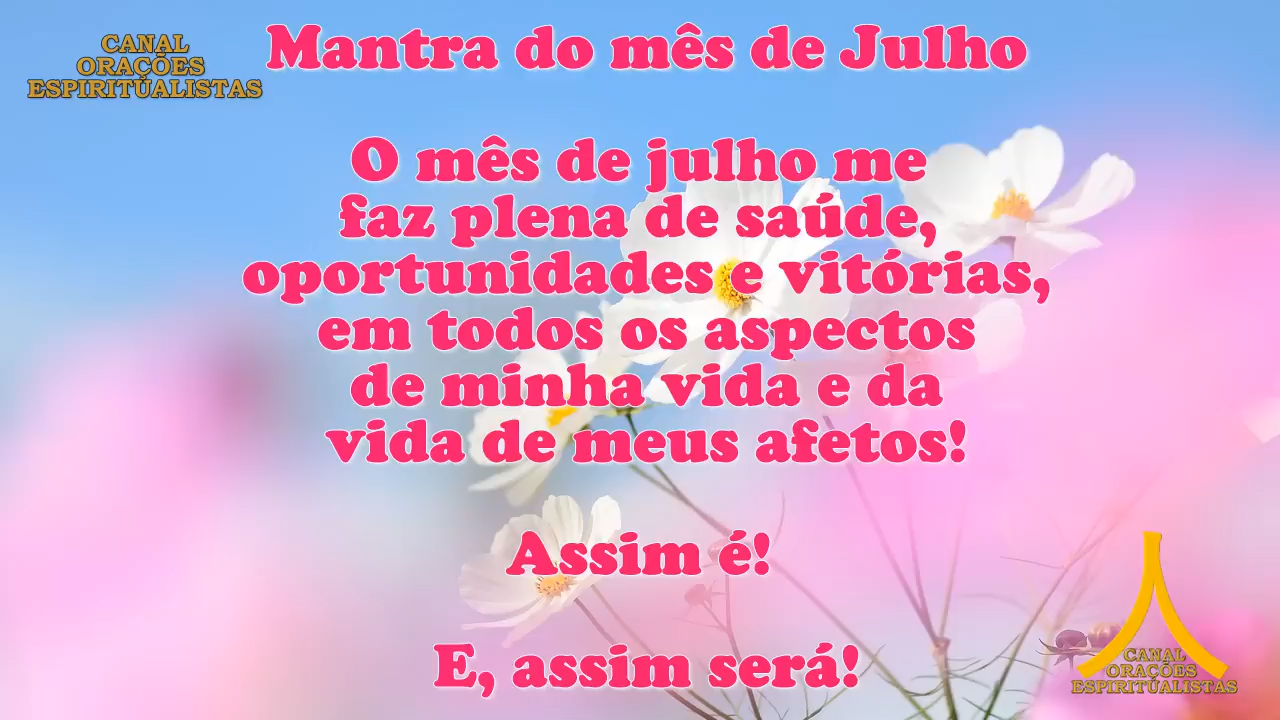 CANAL
ORAÇÕES
ESPIRITUALISTAS
Mantra do mês de Julho
O mês de julho me
faz plena de saúde,
oportunidades e vitórias,
em todos os aspectos
de minha vida e da
vida de meus afetos!
Assim é!
E, assim será!
CANAL
ORAÇÕES
ESPIRITUALISTAS